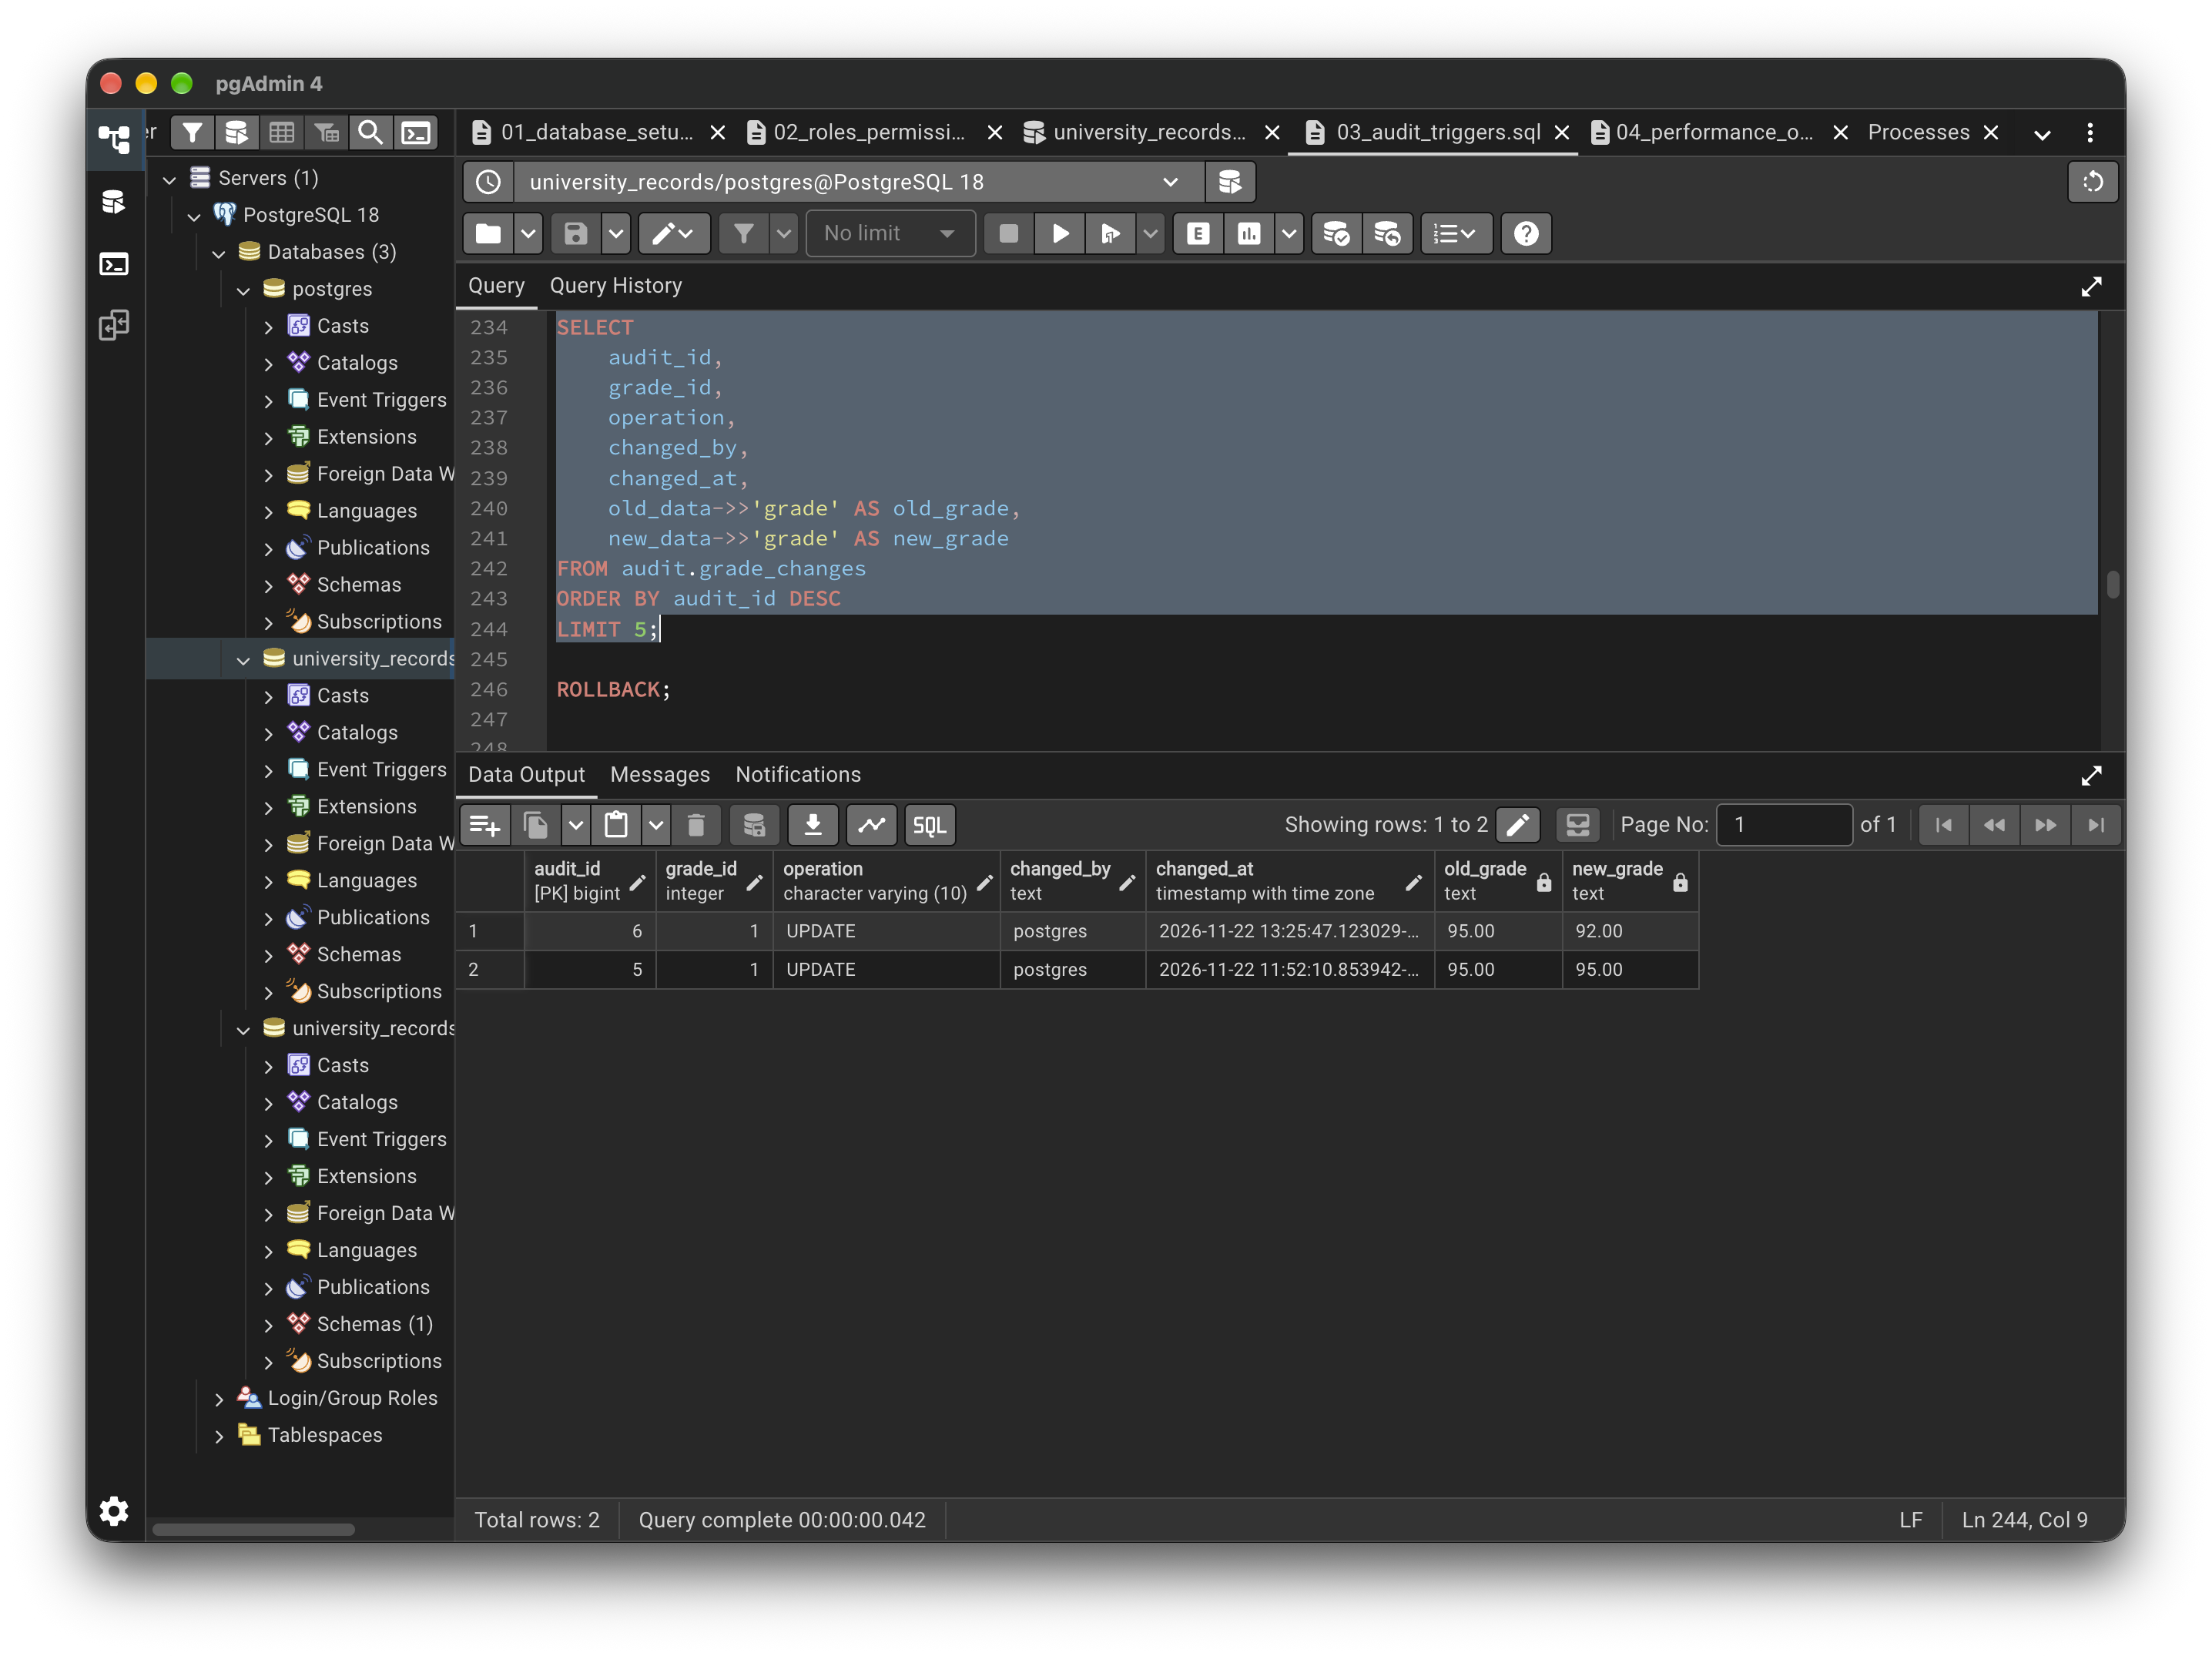 pgAdmin 4
er
01_database_setu...
02_roles_permissi...
university_records...
03_audit_triggers.sql
04_performance_o...
Processes
Servers (1)
PostgreSQL 18
Databases (3)
postgres
Casts
Catalogs
Event Triggers
Extensions
Foreign Data W
Languages
Publications
Schemas
Subscriptions
university_records
Casts
Catalogs
Event Triggers
Extensions
Foreign Data W
Languages
Publications
Schemas
Subscriptions
university_records
Casts
Catalogs
Event Triggers
Extensions
Foreign Data W
Languages
Publications
Schemas (1)
Subscriptions
Login/Group Roles
Tablespaces
university_records/postgres@PostgreSQL 18
No limit
E
Query Query History
234 SELECT
235 audit_id,
236 grade_id,
237 operation,
238 changed_by,
239 changed_at,
240 old_data->>'grade' AS old_grade,
241 new_data->>'grade' AS new_grade
242 FROM audit.grade_changes
243 ORDER BY audit_id DESC
244 LIMIT 5;
245
246 ROLLBACK;
247
248
Data Output Messages Notifications
SQL Showing rows: 1 to 2 Page No: 1 of 1
audit_id grade_id operation changed_by changed_at old_grade new_grade
[PK] bigint integer character varying (10) text timestamp with time zone text text
1 6 1 UPDATE postgres 2026-11-22 13:25:47.123029-... 95.00 92.00
2 5 1 UPDATE postgres 2026-11-22 11:52:10.853942-... 95.00 95.00
Total rows: 2 Query complete 00:00:00.042 LF Ln 244, Col 9